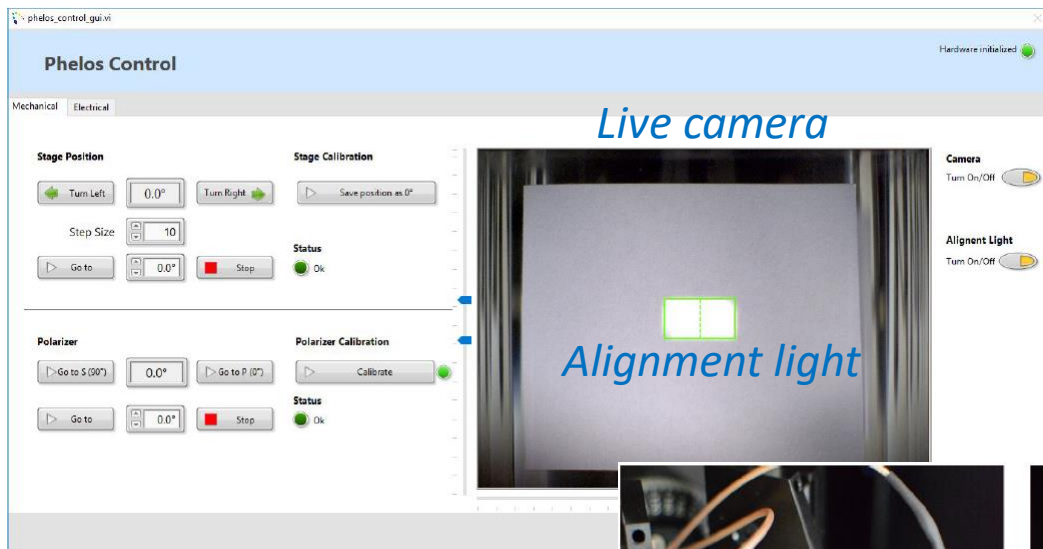 phelos_control_gui.vi
Phelos Control
Hardware initialized
Mechanical Electrical
Live camera
Stage Position
Stage Calibration
Camera
Turn Left 0.0° Turn Right
Save position as 0°
Turn On/Off
Step Size 10
Status
Alignent Light
Go to 0.0° Stop
Ok
Turn On/Off
Polarizer
Polarizer Calibration
Alignment light
Go to S (90°) 0.0° Go to P (0°)
Calibrate
Status
Go to 0.0° Stop
Ok